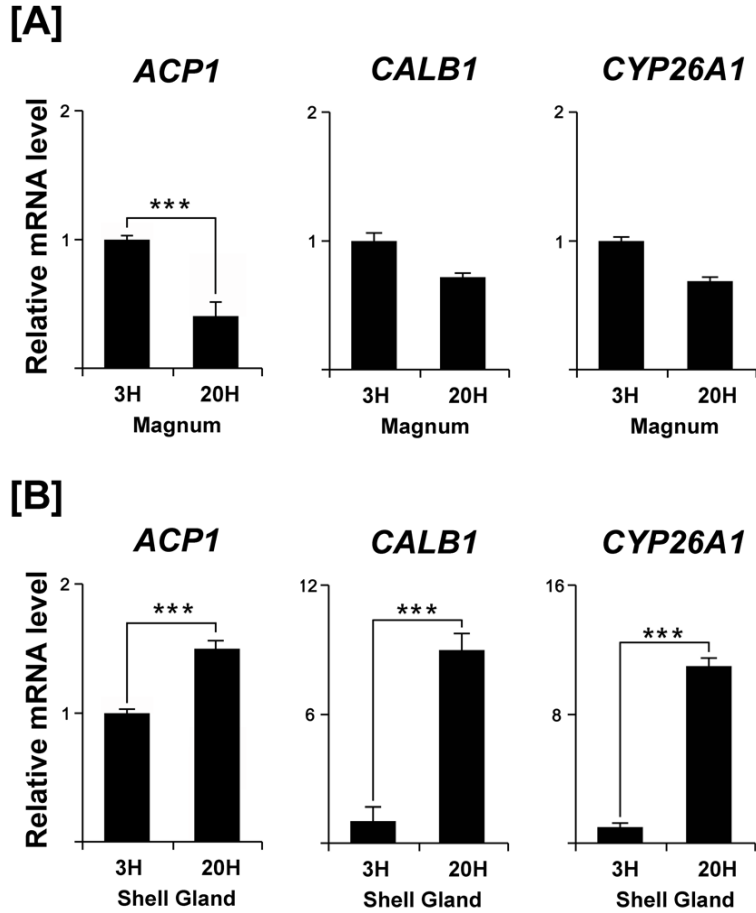 [A]
ACP1 CALB1 CYP26A1
Relative mRNA level
2 2 2
***
1 1 1
3H 20H 3H 20H 3H 20H
Magnum Magnum Magnum
[B]
ACP1 CALB1 CYP26A1
Relative mRNA level
2 12 16
*** *** ***
1 6 8
3H 20H 3H 20H 3H 20H
Shell Gland Shell Gland Shell Gland